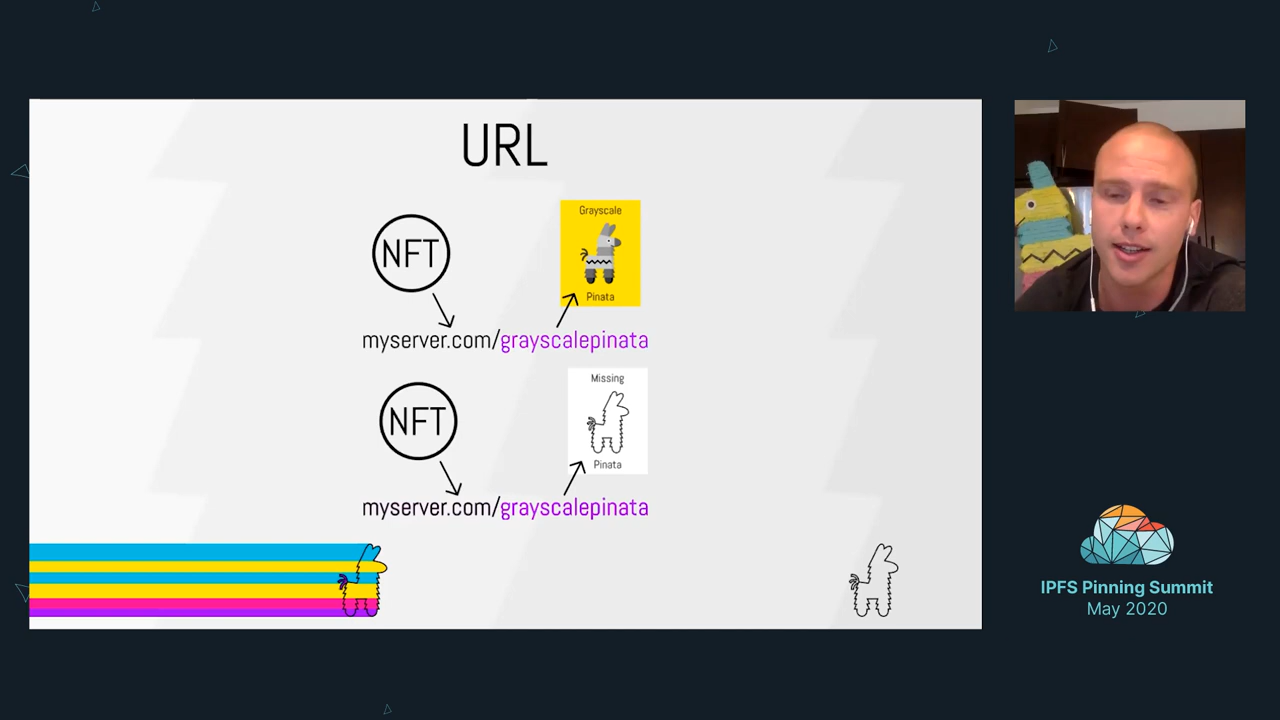 URL
NFT
Grayscale
Pinata
myserver.com/grayscalepinata
NFT
Missing
Pinata
myserver.com/grayscalepinata
IPFS Pinning Summit
May 2020